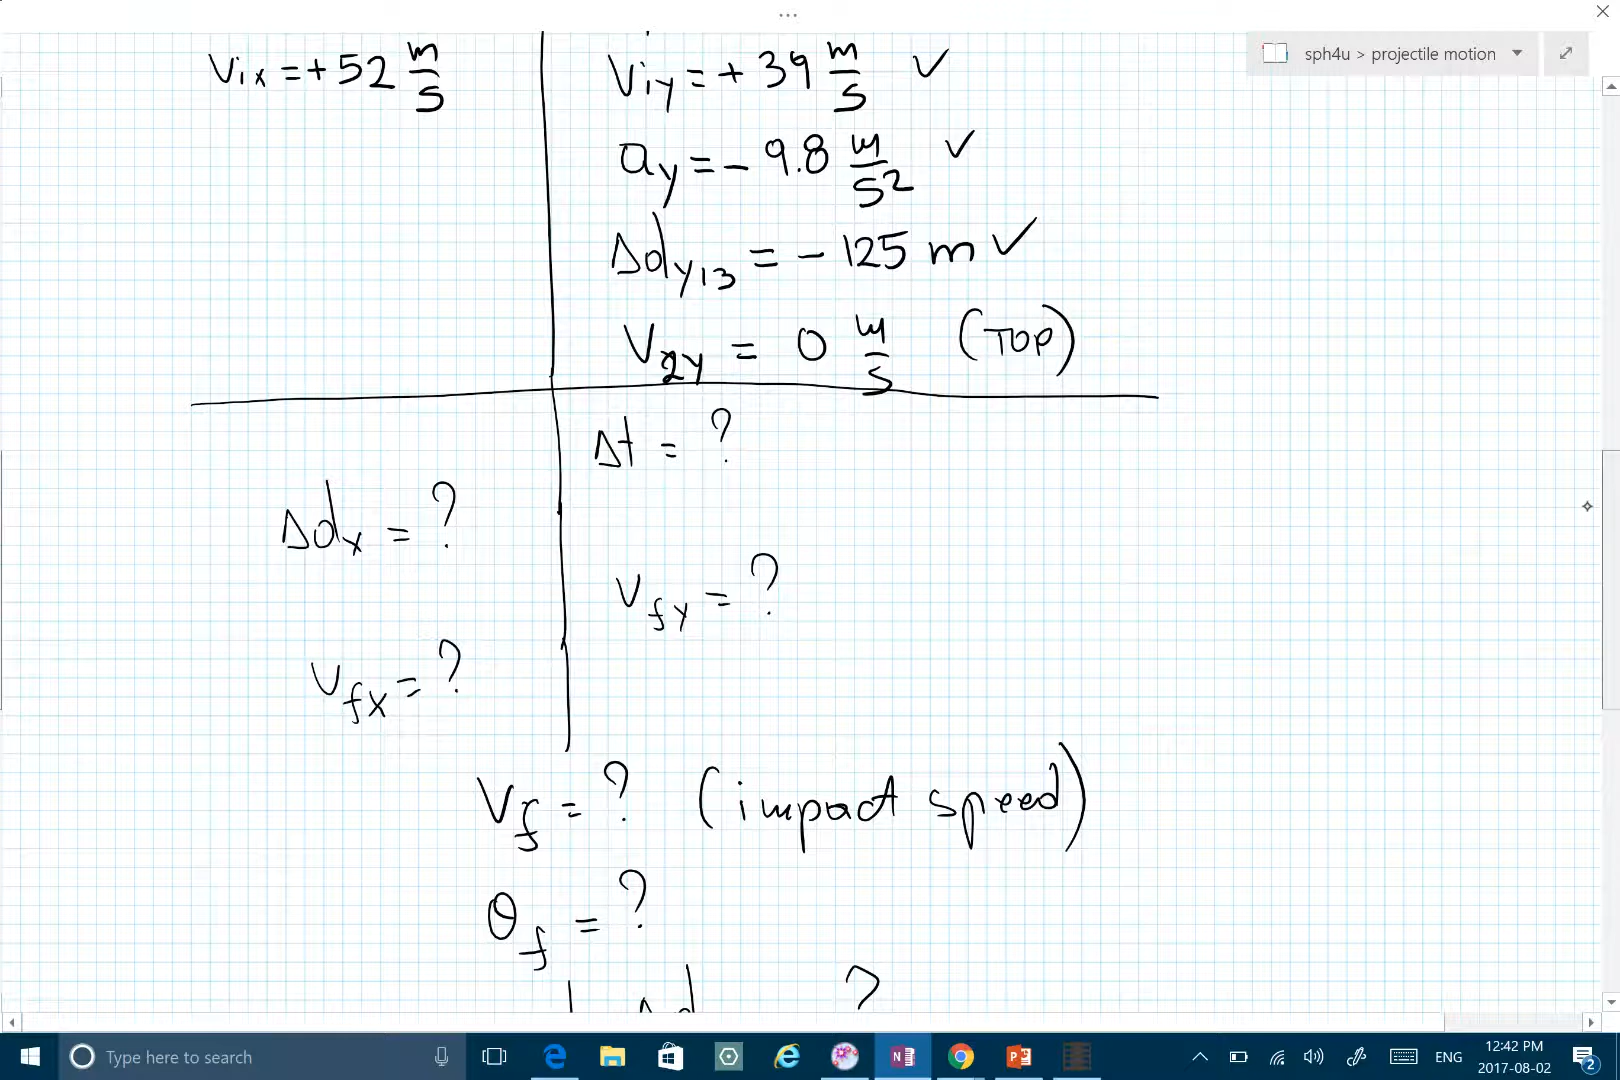 ...
sph4u > projectile motion
Vix = + 52 m/s
Viy = + 39 m/s ✓
ay = - 9.8 m/s2 ✓
Δdy13 = - 125 m ✓
V2y = 0 m/s (TOP)
Δt = ?
Δdx = ?
Vfy = ?
Vfx = ?
Vf = ? (impact speed)
θf = ?
?
Type here to search
ENG
12:42 PM
2017-08-02
2